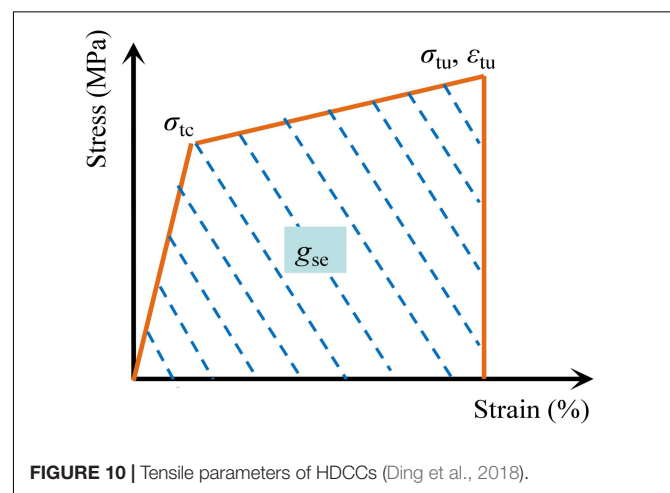 σtu, εtu
σtc
Stress (MPa)
gse
Strain (%)
FIGURE 10 | Tensile parameters of HDCCs (Ding et al., 2018).